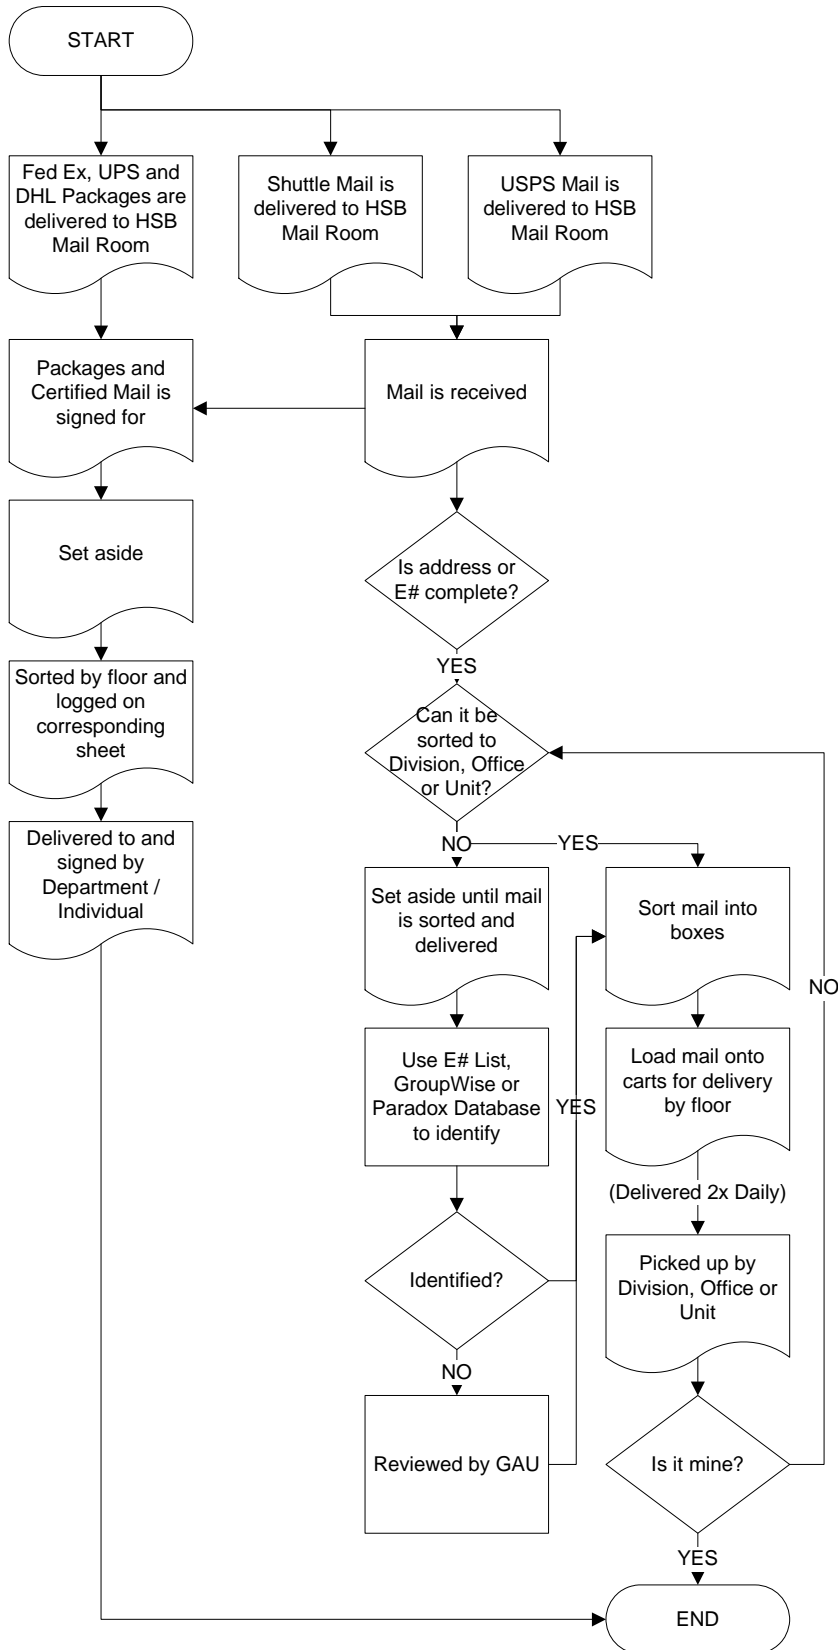 START
Fed Ex, UPS and
DHL Packages are
delivered to HSB
Mail Room
Shuttle Mail is
delivered to HSB
Mail Room
USPS Mail is
delivered to HSB
Mail Room
Packages and
Certified Mail is
signed for
Mail is received
Set aside
Is address or
E# complete?
YES
Sorted by floor and
logged on
corresponding
sheet
Can it be
sorted to
Division, Office
or Unit?
NO
YES
Delivered to and
signed by
Department /
Individual
Set aside until mail
is sorted and
delivered
Sort mail into
boxes
NO
Use E# List,
GroupWise or
Paradox Database
to identify
YES
Load mail onto
carts for delivery
by floor
(Delivered 2x Daily)
Identified?
Picked up by
Division, Office or
Unit
NO
Reviewed by GAU
Is it mine?
YES
END